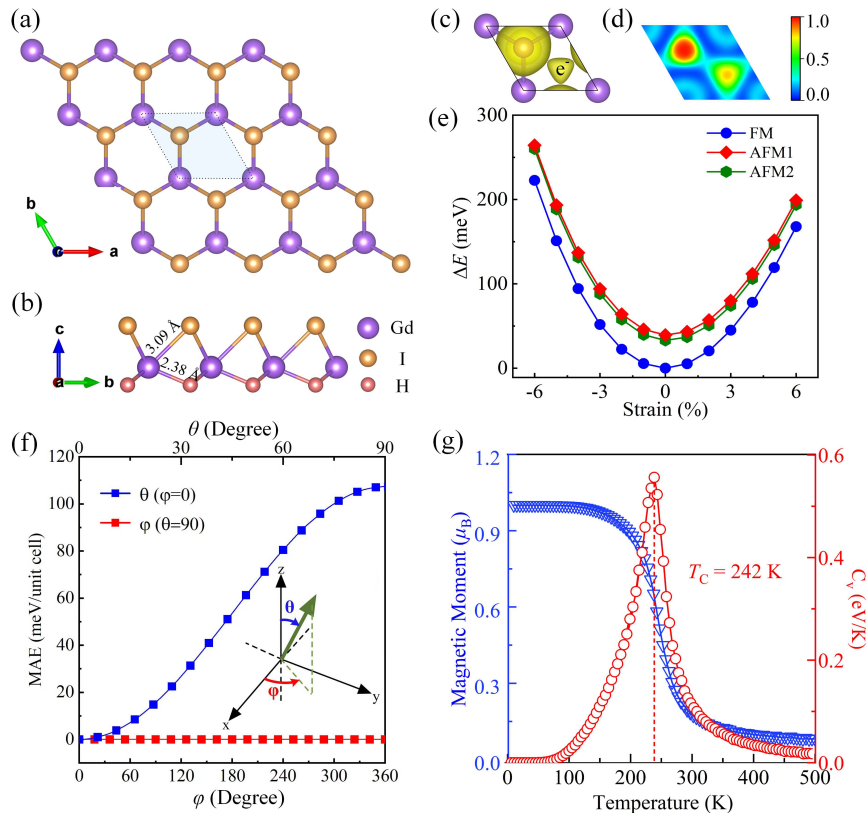 (a)
b
c
a
(b)
c
a
b
3.09 Å
2.38 Å
Gd
I
H
(c)
e-
(d)
1.0
0.0
(e)
300
200
100
0
ΔE (meV)
FM
AFM1
AFM2
-6
-3
0
3
6
Strain (%)
(f)
θ (Degree)
0
30
60
90
120
100
80
60
40
20
0
MAE (meV/unit cell)
θ (φ=0)
φ (θ=90)
z
θ
φ
x
y
0
60
120
180
240
300
360
φ (Degree)
(g)
1.2
0.9
0.6
0.3
0.0
Magnetic Moment (μB)
TC = 242 K
0.6
0.4
0.2
0.0
Cv (eV/K)
0
100
200
300
400
500
Temperature (K)